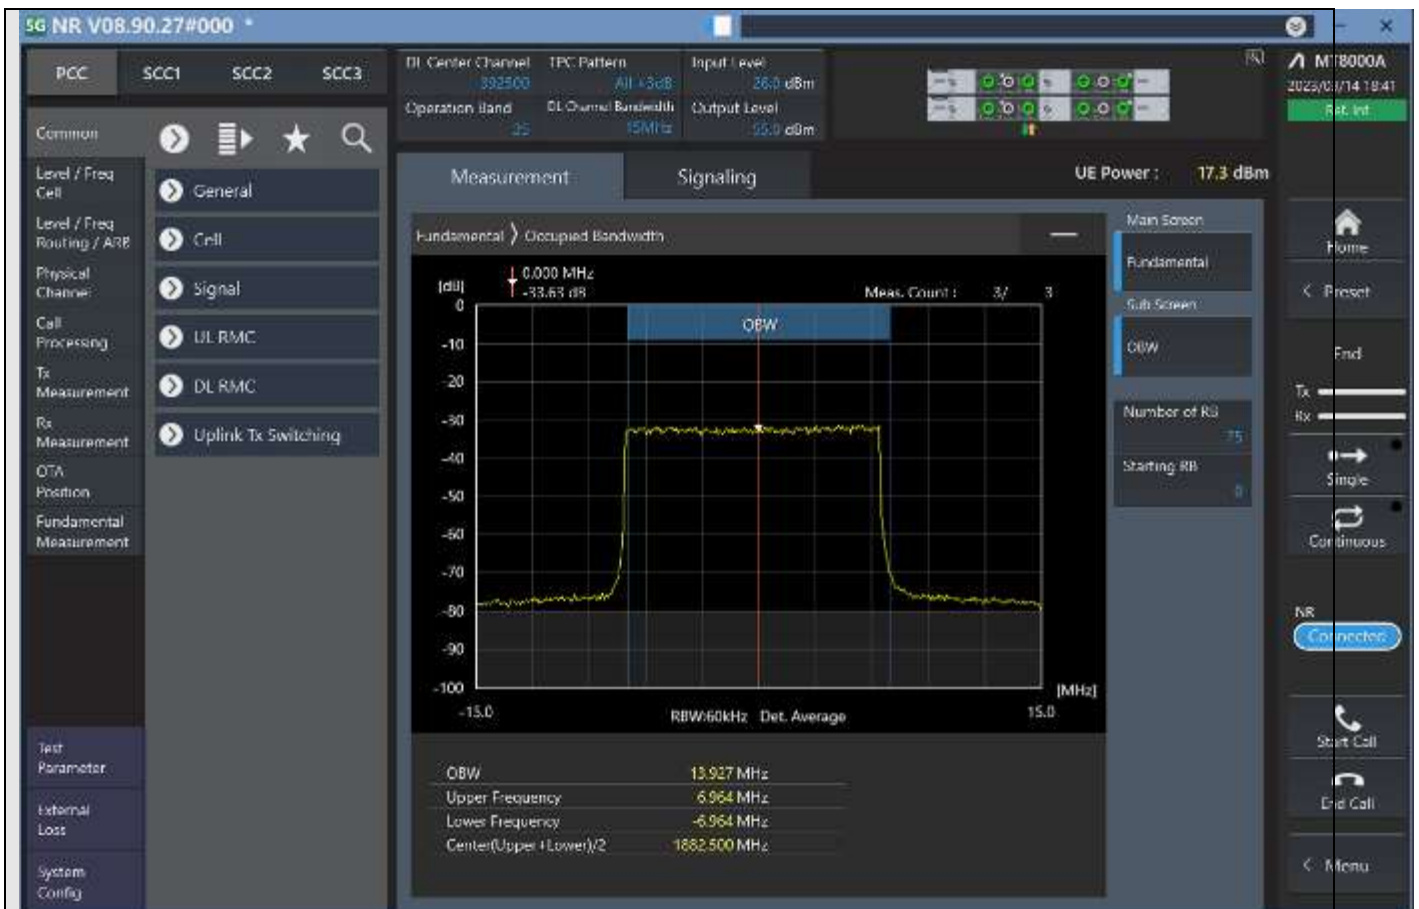 SG NR V08.90.27#000 *
PCC SCC1 SCC2 SCC3
DL Center Channel 392500
TPC Pattern All +3dB
Input Level 26.0 dBm
Operation Band 25
DL Channel Bandwidth 15MHz
Output Level -55.0 dBm
MT8000A
2023/03/14 18:41
Ref. Int
Common
Level / Freq
Cell
Level / Freq
Routing / ARB
Physical
Channel
Call
Processing
Tx
Measurement
Rx
Measurement
OTA
Position
Fundamental
Measurement
Test
Parameter
External
Loss
System
Config
General
Cell
Signal
UL RMC
DL RMC
Uplink Tx Switching
Measurement Signaling
UE Power : 17.3 dBm
Fundamental Occupied Bandwidth
0.000 MHz
-33.63 dB
Meas. Count : 3/ 3
[dB]
OBW
0
-10
-20
-30
-40
-50
-60
-70
-80
-90
-100
[MHz]
-15.0 RBW:60kHz Det. Average 15.0
OBW 13.927 MHz
Upper Frequency 6.964 MHz
Lower Frequency -6.964 MHz
Center(Upper+Lower)/2 1882.500 MHz
Main Screen
Fundamental
Sub Screen
OBW
Number of RB
75
Starting RB
0
Home
Preset
End
Tx
Rx
Single
Continuous
NR
Connected
Start Call
End Call
Menu